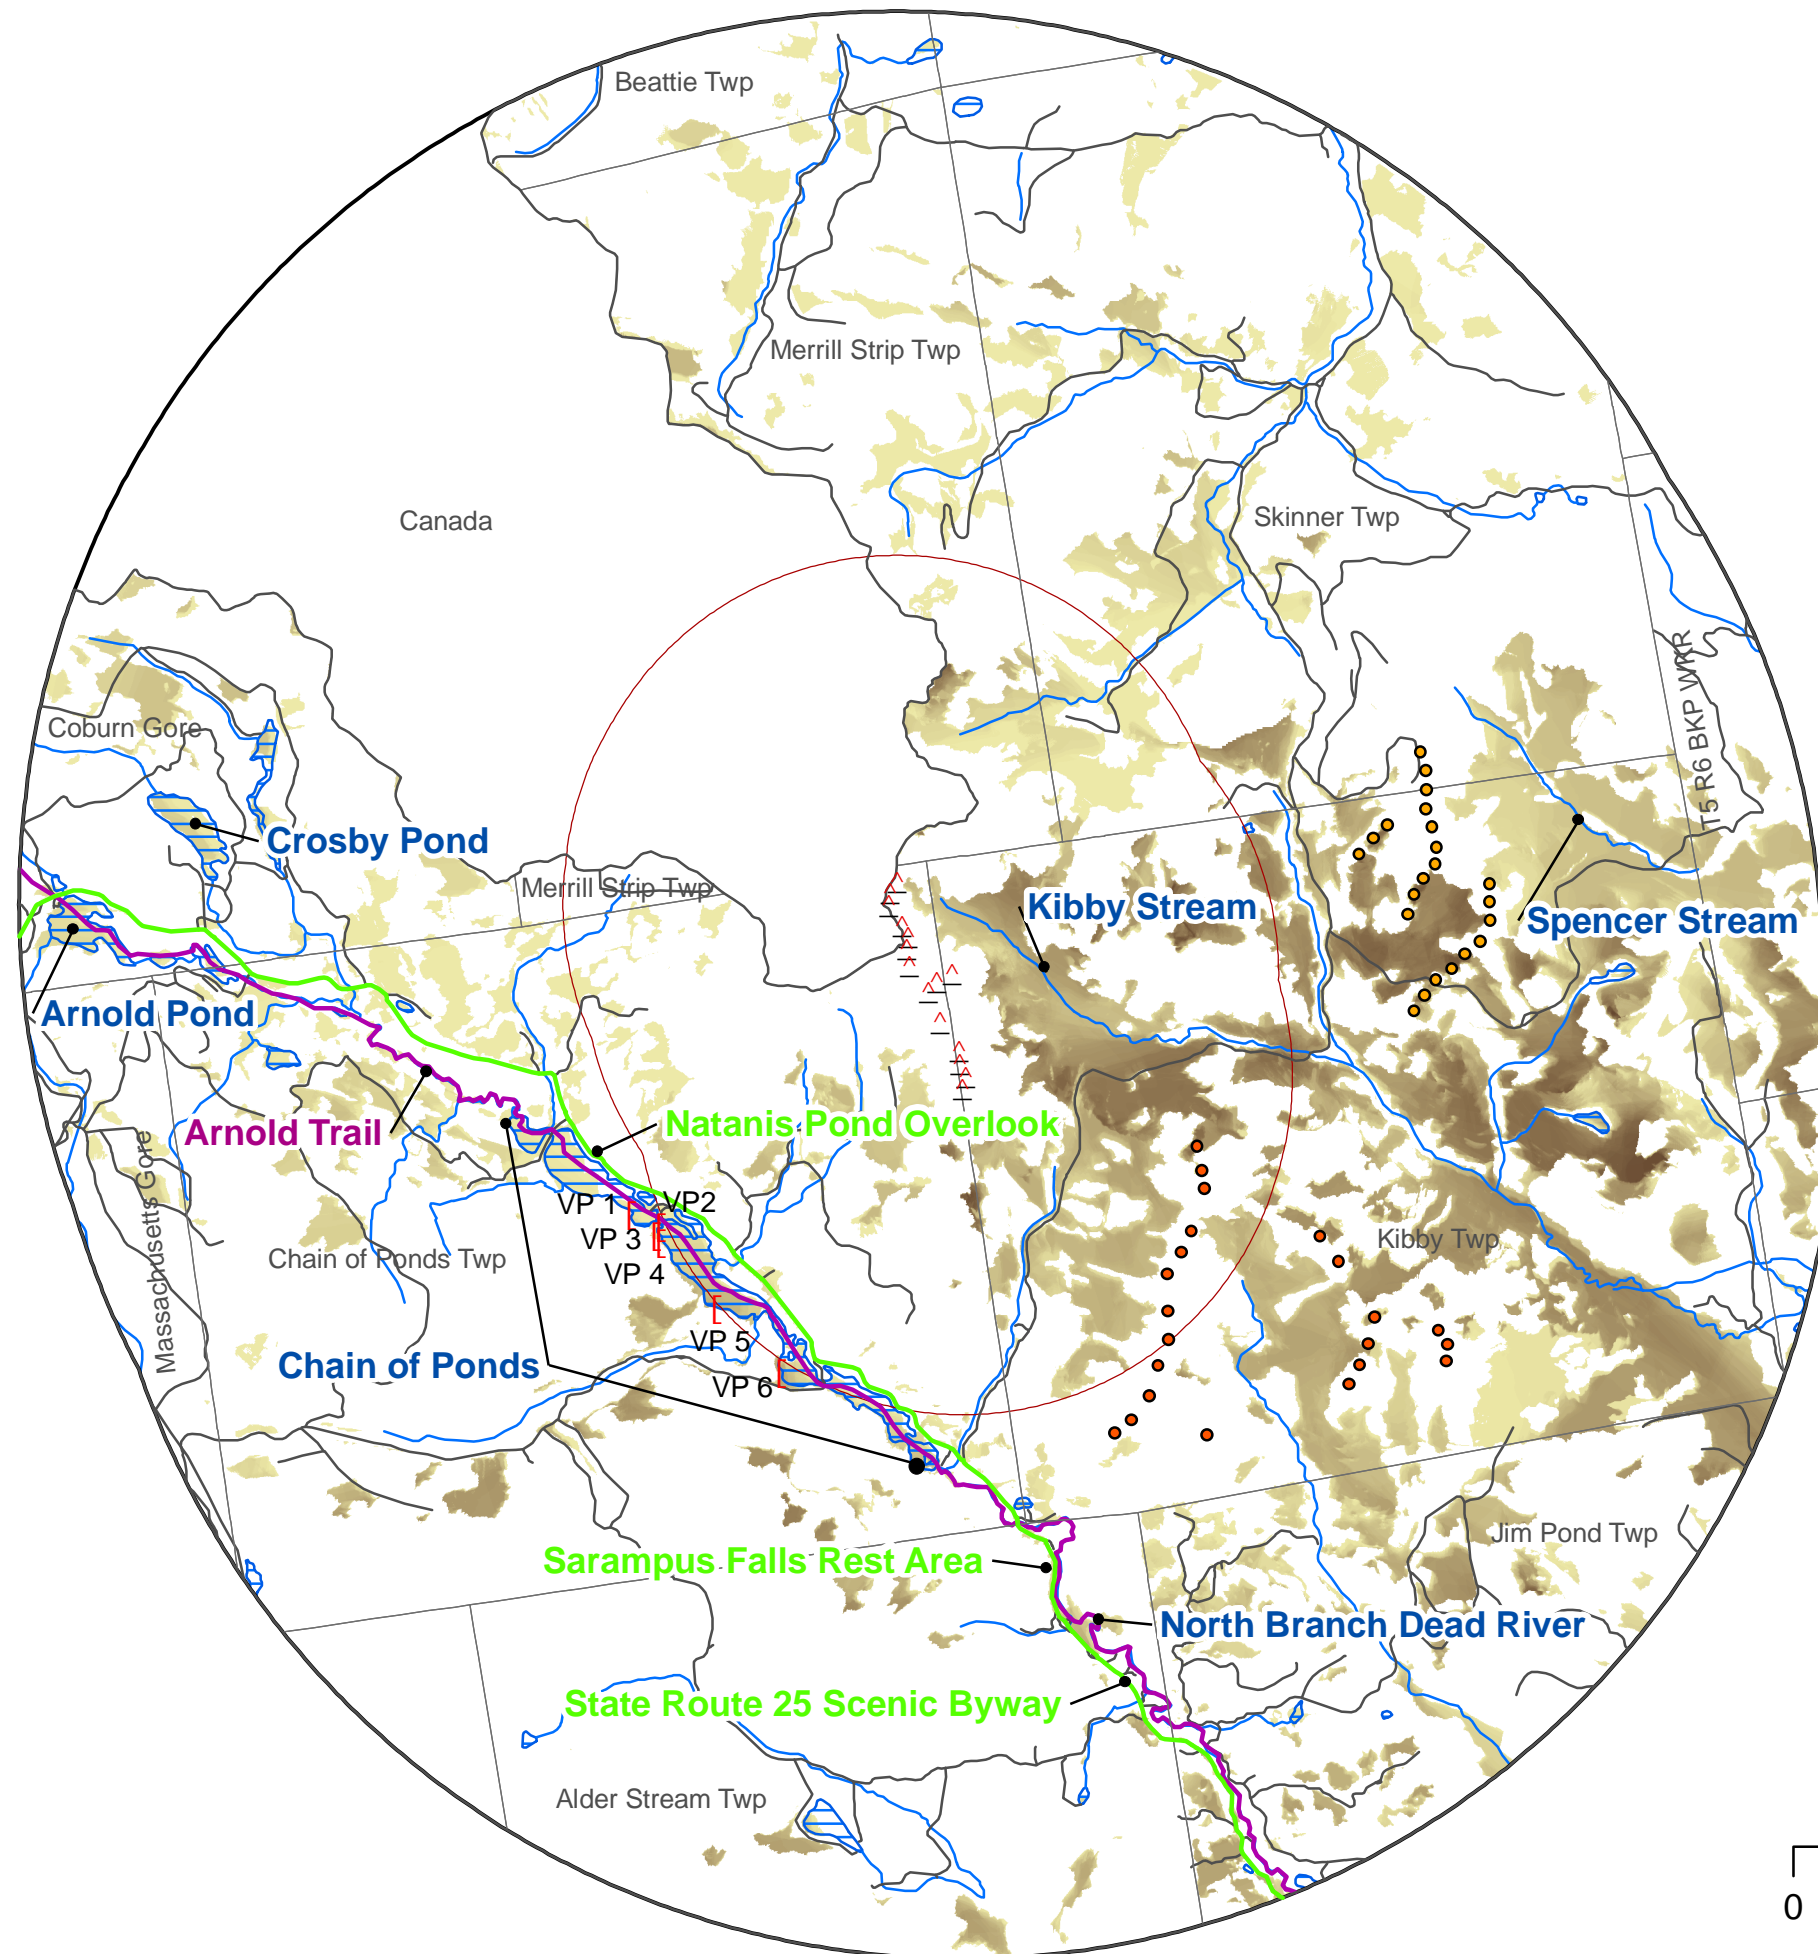 Beattie Twp
Merrill Strip Twp
Canada
Skinner Twp
T5 R6 BKP WKR
Coburn Gore
Crosby Pond
Merrill Strip Twp
Kibby Stream
Spencer Stream
Arnold Pond
Arnold Trail
Natanis Pond Overlook
Massachusetts Gore
VP 1
VP2
VP 3
Kibby Twp
Chain of Ponds Twp
VP 4
VP 5
Chain of Ponds
VP 6
Jim Pond Twp
Sarampus Falls Rest Area
North Branch Dead River
State Route 25 Scenic Byway
Alder Stream Twp
0